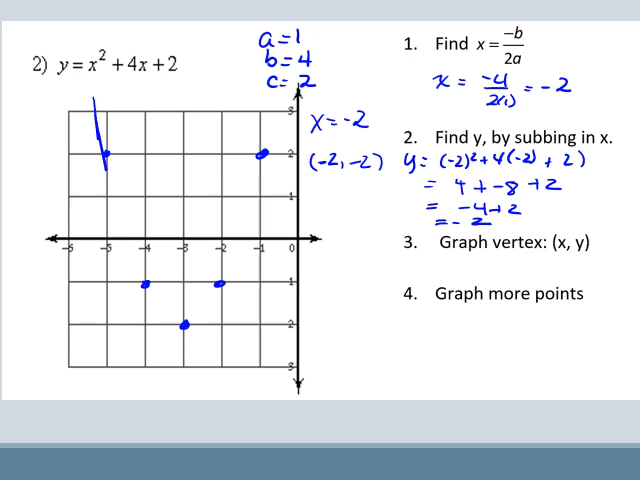 2) y = x² + 4x + 2
a = 1
b = 4
c = 2
x = -2
(-2, -2)
3
2
1
-6 -5 -4 -3 -2 -1 0
1
2
3
1. Find x = -b/2a
x = -4/2(1) = -2
2. Find y, by subbing in x.
y = (-2)² + 4(-2) + 2)
= 4 + -8 + 2
= -4 + 2
= - 2
3. Graph vertex: (x, y)
4. Graph more points